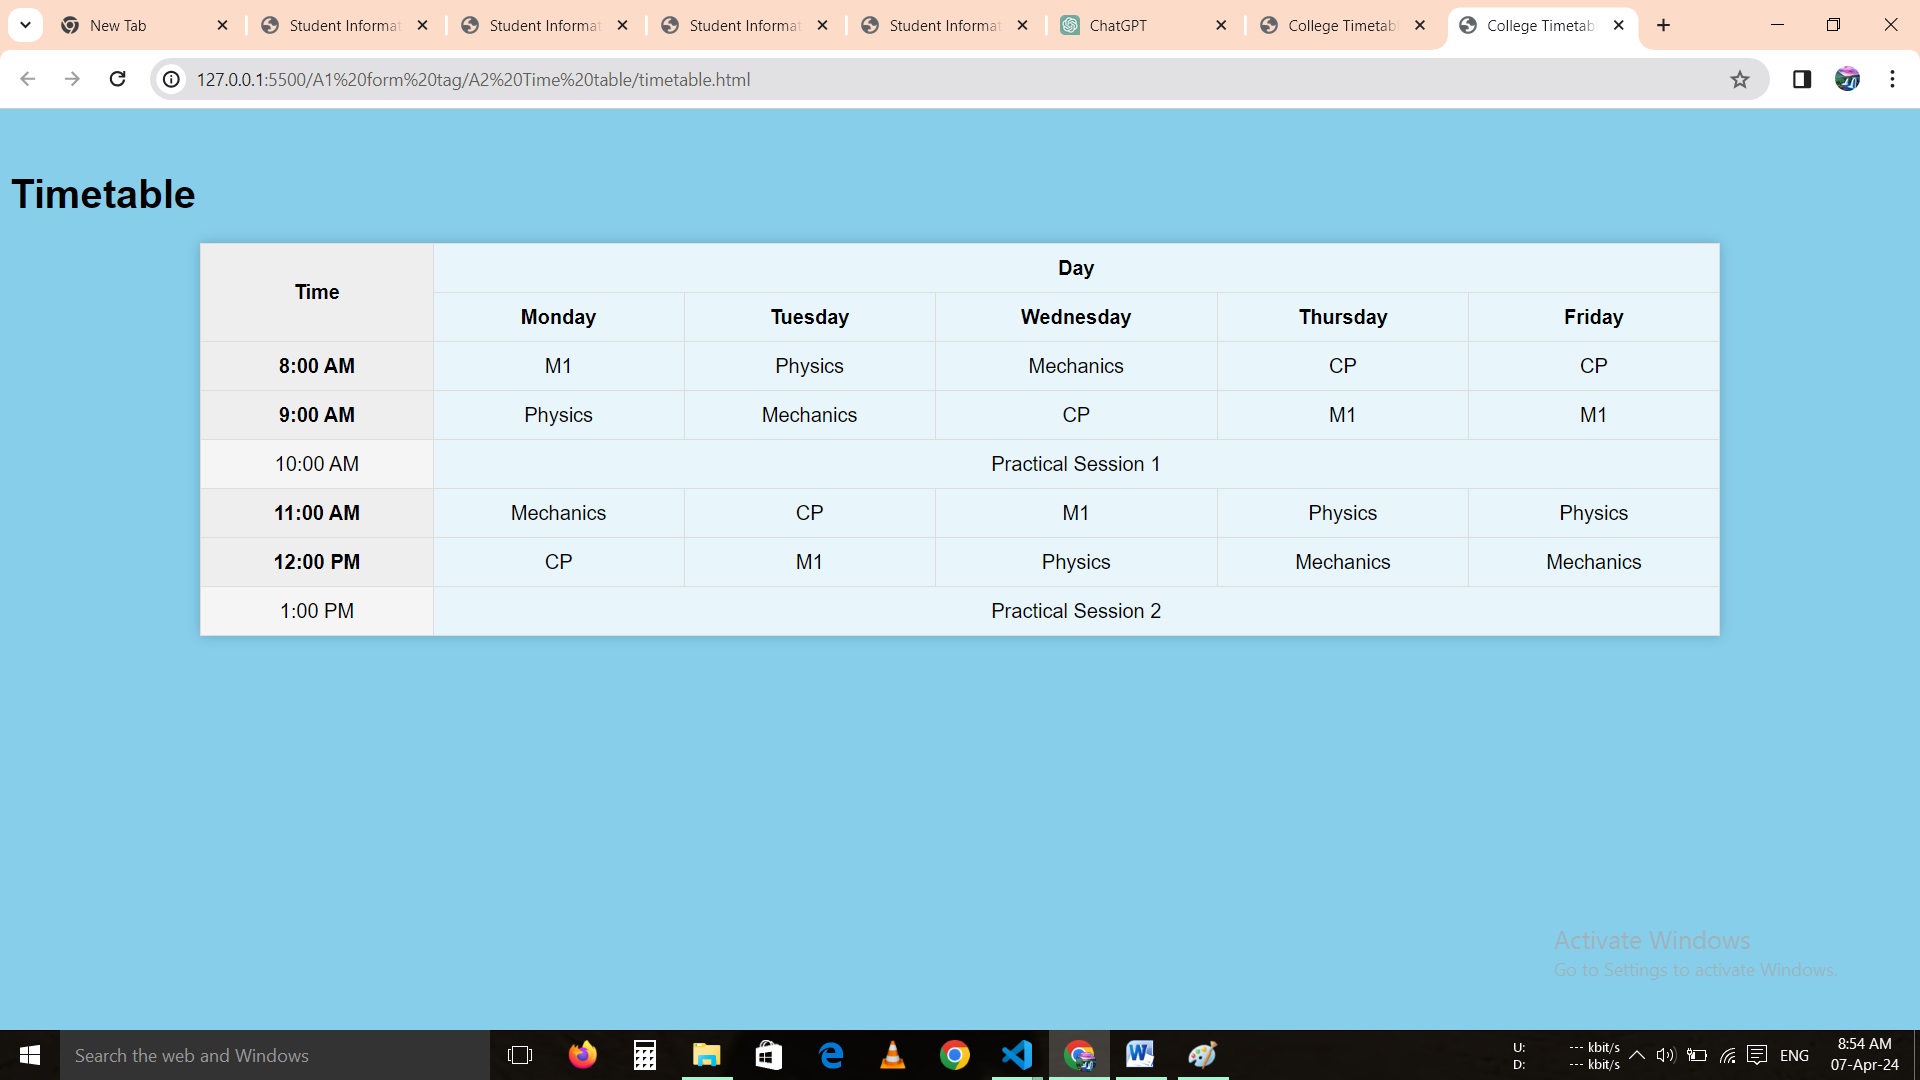 New Tab
Student Informat
Student Informat
Student Informat
Student Informat
ChatGPT
College Timetab
College Timetab
127.0.0.1:5500/A1%20form%20tag/A2%20Time%20table/timetable.html
Timetable
Time Day
Monday Tuesday Wednesday Thursday Friday
8:00 AM M1 Physics Mechanics CP CP
9:00 AM Physics Mechanics CP M1 M1
10:00 AM Practical Session 1
11:00 AM Mechanics CP M1 Physics Physics
12:00 PM CP M1 Physics Mechanics Mechanics
1:00 PM Practical Session 2
Activate Windows
Go to Settings to activate Windows.
Search the web and Windows
U: --- kbit/s
D: --- kbit/s
ENG
8:54 AM
07-Apr-24